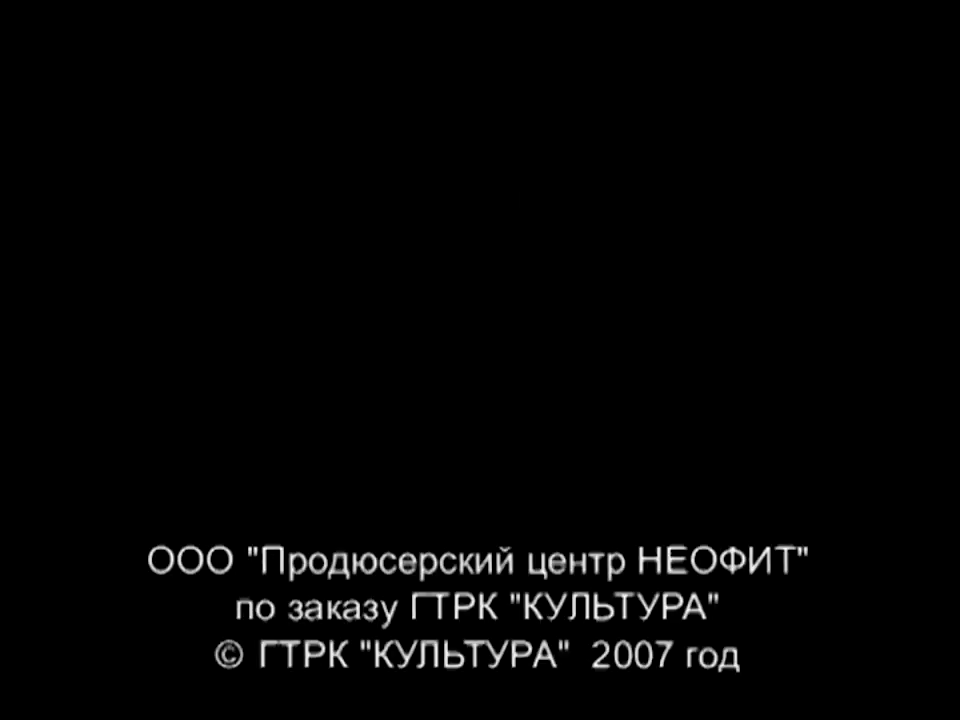 ООО "Продюсерский центр НЕОФИТ"
по заказу ГТРК "КУЛЬТУРА"
© ГТРК "КУЛЬТУРА" 2007 год